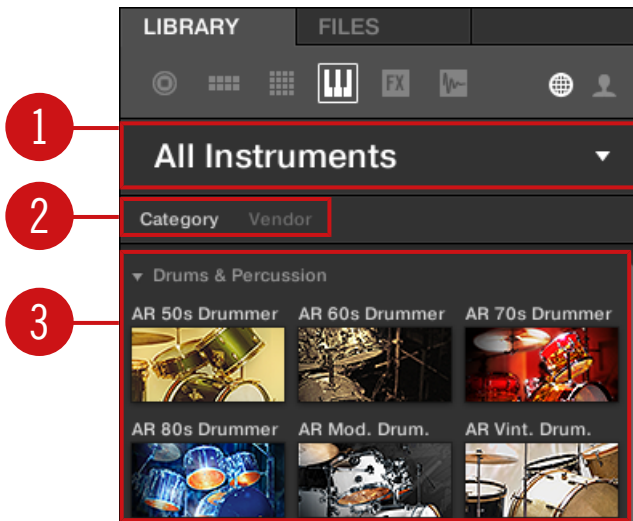 LIBRARY FILES
FX
1
All Instruments
2
Category Vendor
3
Drums & Percussion
AR 50s Drummer AR 60s Drummer AR 70s Drummer
AR 80s Drummer AR Mod. Drum. AR Vint. Drum.